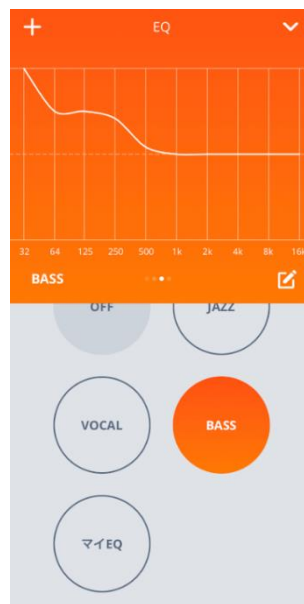 EQ
32 64 125 250 500 1k 2k 4k 8k 16k
BASS
OFF JAZZ
VOCAL BASS
マイEQ